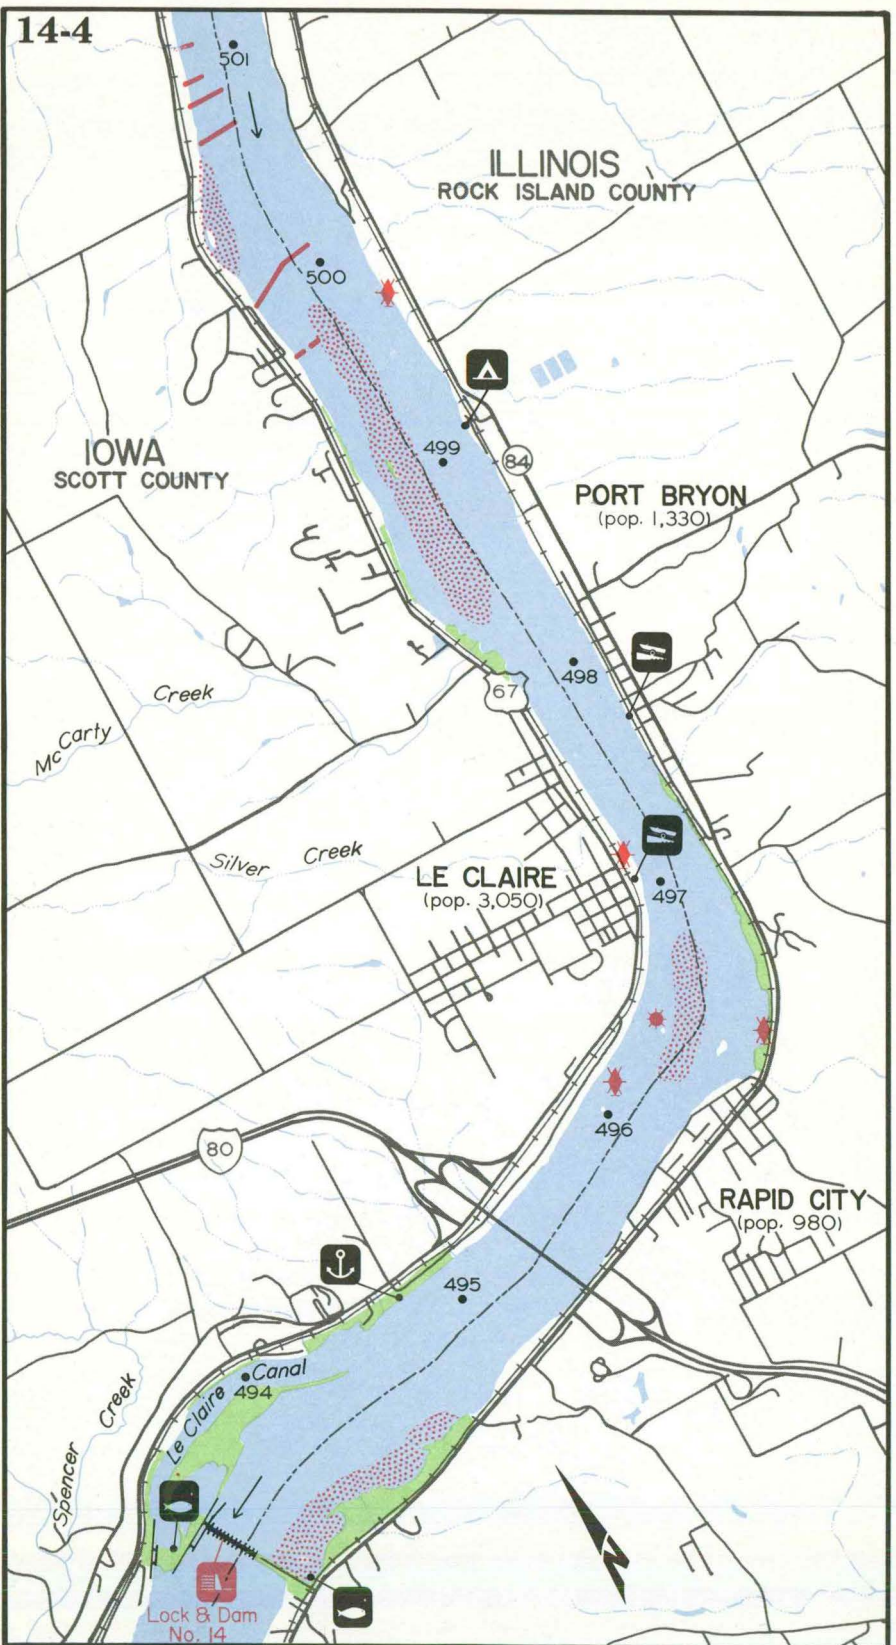 14-4
501
ILLINOIS
ROCK ISLAND COUNTY
500
499
84
IOWA
SCOTT COUNTY
PORT BRYON
(pop. 1,330)
498
67
McCarty Creek
Silver Creek
LE CLAIRE
(pop. 3,050)
497
496
80
RAPID CITY
(pop. 980)
495
Le Claire Canal
494
Spencer Creek
N
Lock & Dam
No. 14